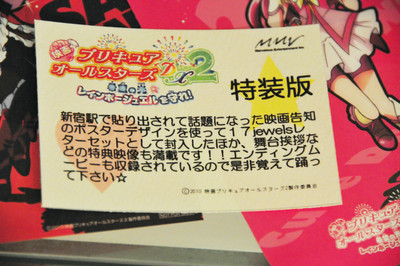 映画
プリキュア
オールスターズDX2
希望の光☆
レインボージュエルを守れ!
MMV
特装版
新宿駅で貼り出されて話題になった映画告知
のポスターデザインを使って17jewelsレ
ターセットとして封入したほか、舞台挨拶な
どの特典映像も満載です!!エンディングム
ービーも収録されているので是非覚えて踊っ
て下さい☆
©2010 映画プリキュアオールスターズ2製作委員会